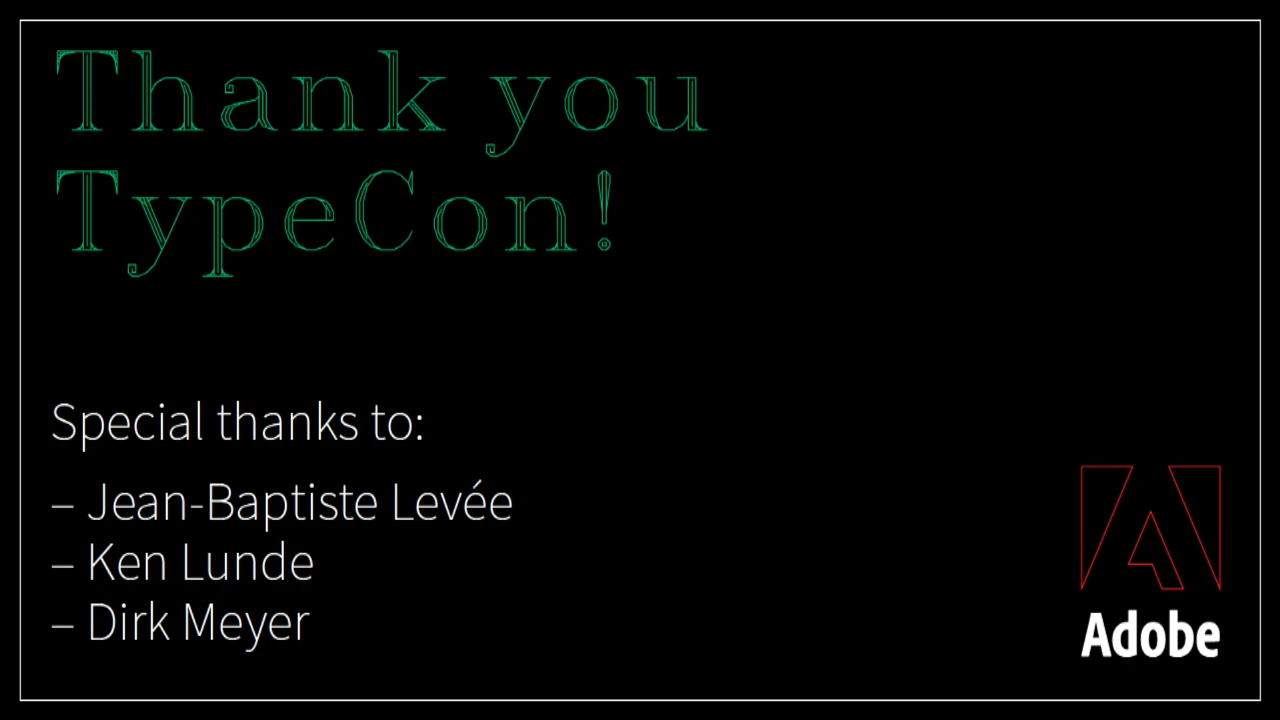 Thank you
TypeCon!
Special thanks to:
– Jean-Baptiste Levée
– Ken Lunde
– Dirk Meyer
Adobe